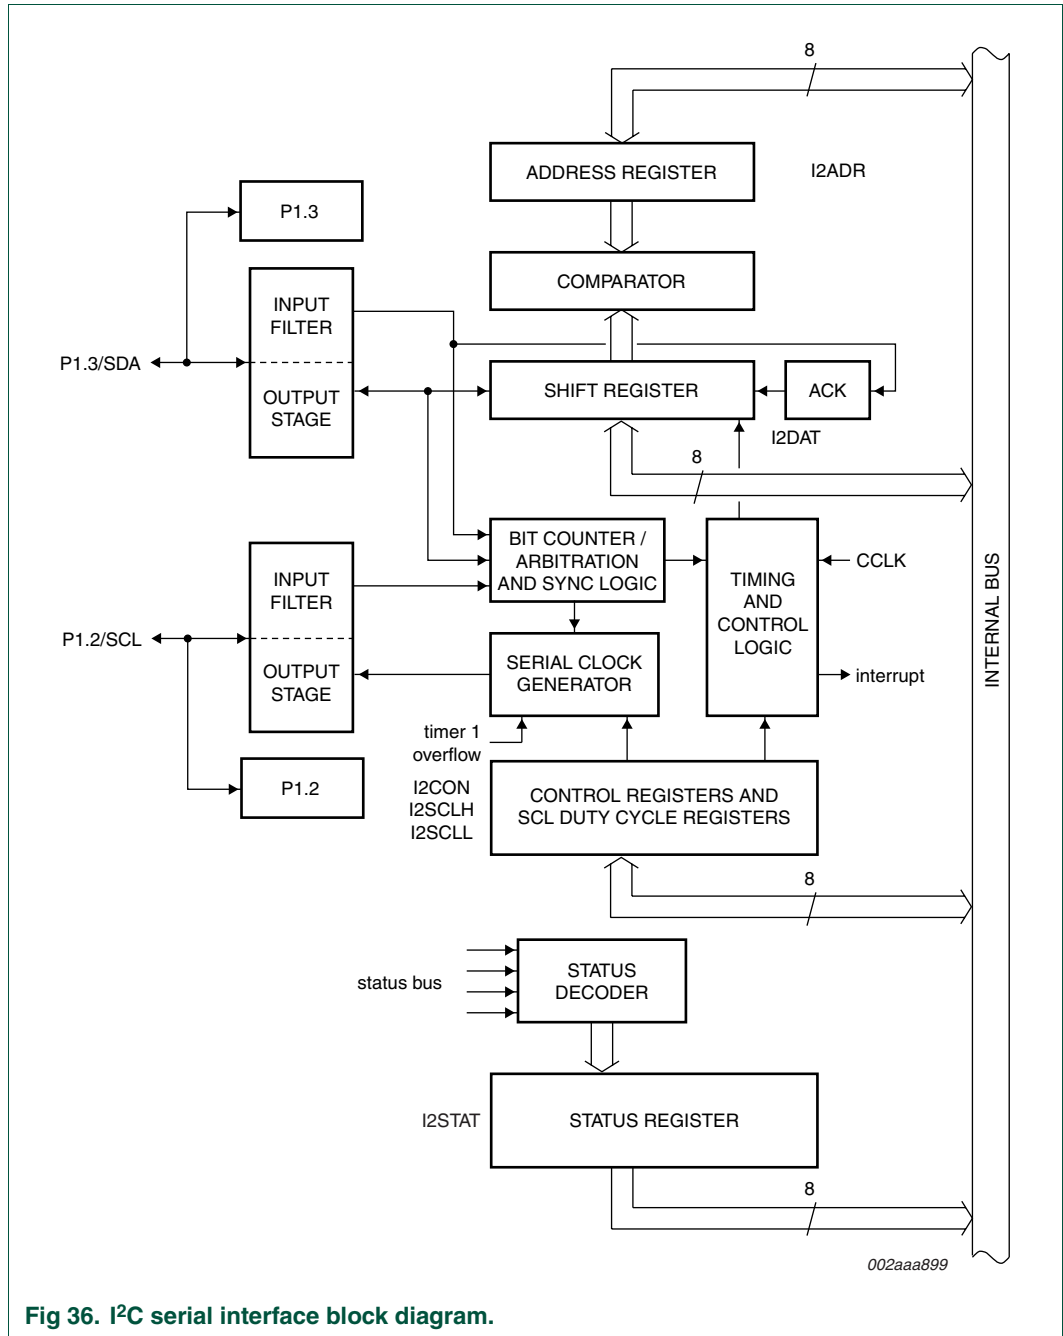 8
ADDRESS REGISTER
I2ADR
P1.3
COMPARATOR
INPUT
FILTER
P1.3/SDA
OUTPUT
STAGE
SHIFT REGISTER
ACK
I2DAT
8
BIT COUNTER /
ARBITRATION
AND SYNC LOGIC
INPUT
FILTER
TIMING
AND
CONTROL
LOGIC
CCLK
INTERNAL BUS
P1.2/SCL
OUTPUT
STAGE
SERIAL CLOCK
GENERATOR
interrupt
timer 1
overflow
P1.2
I2CON
I2SCLH
I2SCLL
CONTROL REGISTERS AND
SCL DUTY CYCLE REGISTERS
8
status bus
STATUS
DECODER
I2STAT
STATUS REGISTER
8
002aaa899
Fig 36. I²C serial interface block diagram.